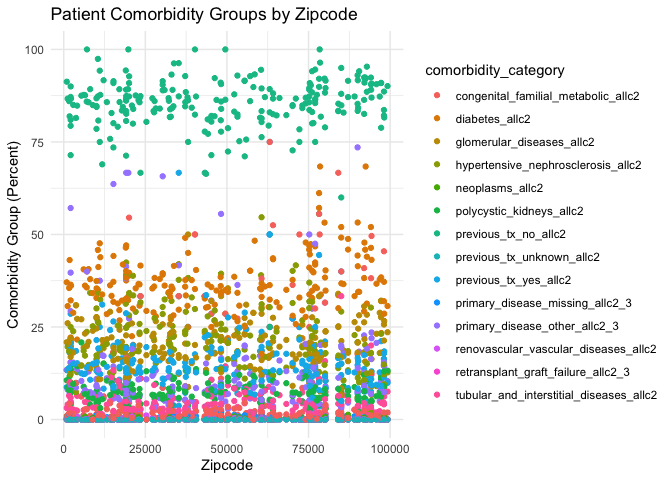 Patient Comorbidity Groups by Zipcode
Comorbidity Group (Percent)
100
75
50
25
0
0
25000
50000
75000
100000
Zipcode
comorbidity_category
congenital_familial_metabolic_allc2
diabetes_allc2
glomerular_diseases_allc2
hypertensive_nephrosclerosis_allc2
neoplasms_allc2
polycystic_kidneys_allc2
previous_tx_no_allc2
previous_tx_unknown_allc2
previous_tx_yes_allc2
primary_disease_missing_allc2_3
primary_disease_other_allc2_3
renovascular_vascular_diseases_allc2
retransplant_graft_failure_allc2_3
tubular_and_interstitial_diseases_allc2